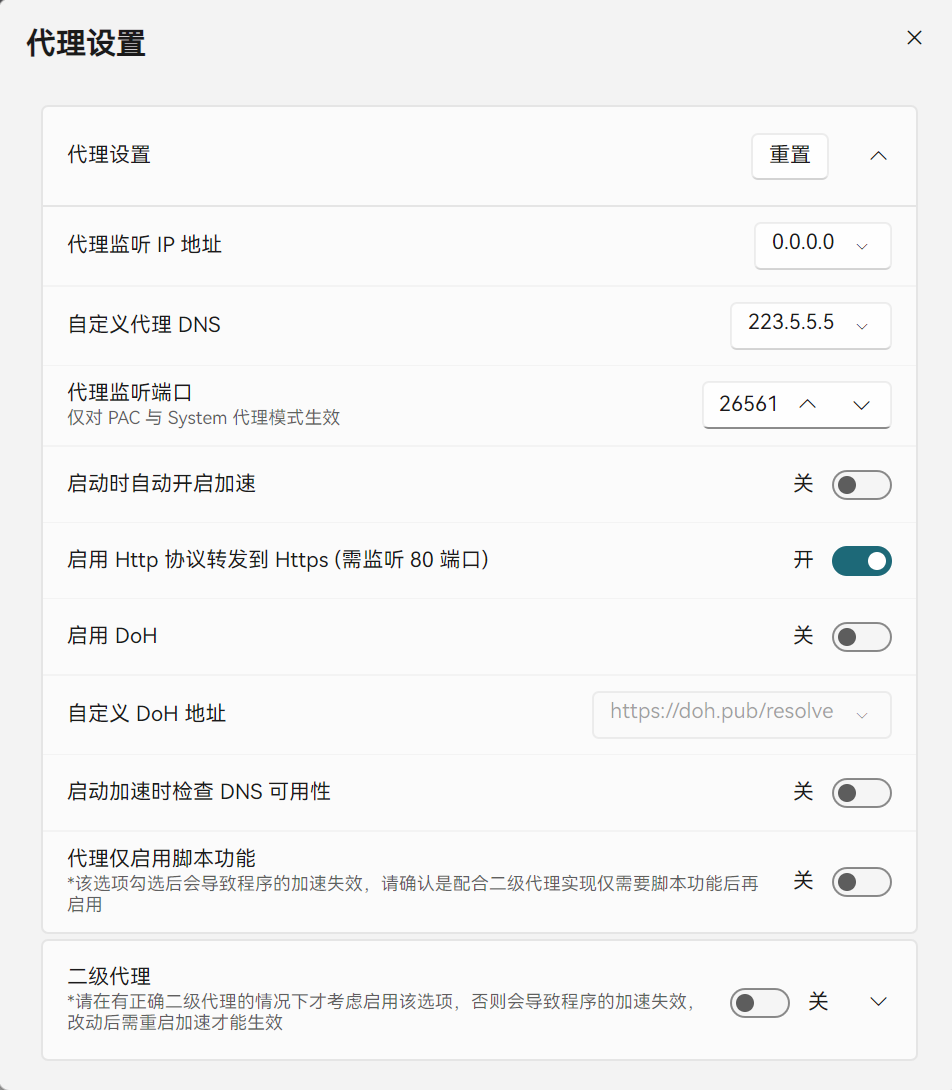 代理设置
代理设置
重置
代理监听 IP 地址
0.0.0.0
自定义代理 DNS
223.5.5.5
代理监听端口
仅对 PAC 与 System 代理模式生效
26561
启动时自动开启加速
关
启用 Http 协议转发到 Https (需监听 80 端口)
开
启用 DoH
关
自定义 DoH 地址
https://doh.pub/resolve
启动加速时检查 DNS 可用性
关
代理仅启用脚本功能
*该选项勾选后会导致程序的加速失效，请确认是配合二级代理实现仅需要脚本功能后再
启用
关
二级代理
*请在有正确二级代理的情况下才考虑启用该选项，否则会导致程序的加速失效，
改动后需重启加速才能生效
关